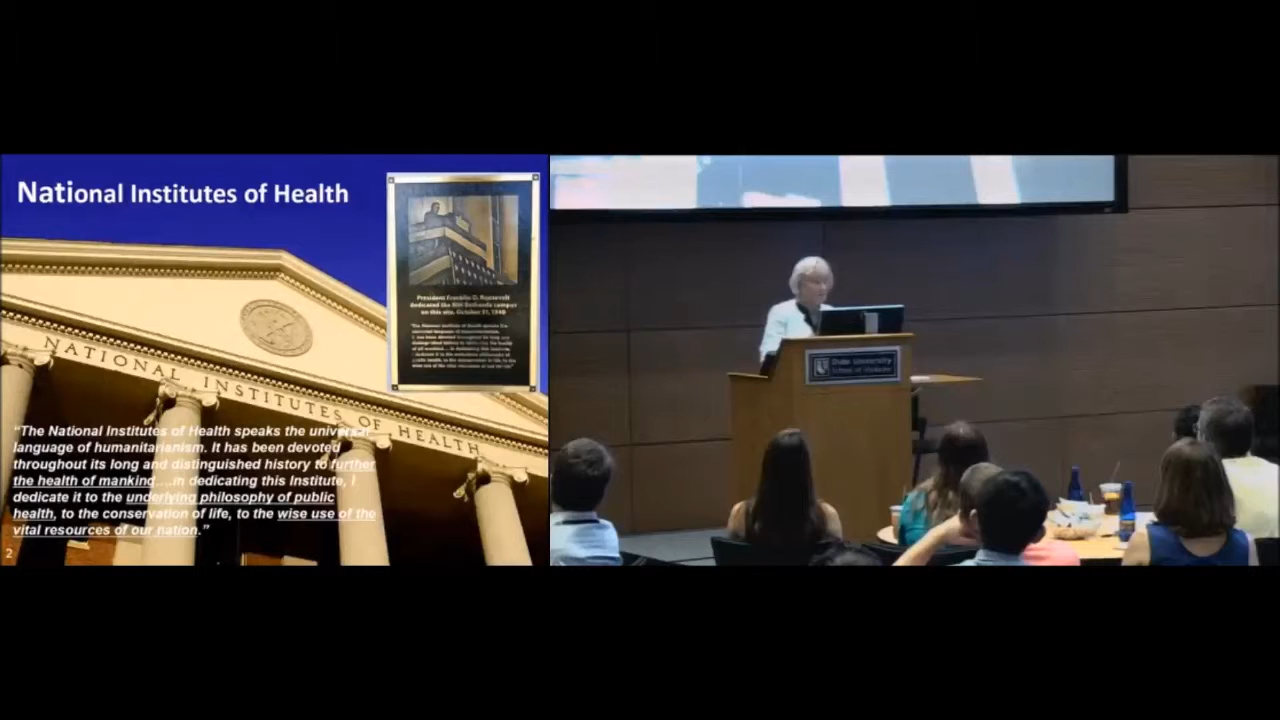 National Institutes of Health
President Franklin D. Roosevelt
dedicated the NIH Bethesda campus
on this site. October 31, 1940
NATIONAL INSTITUTES OF HEALTH
“The National Institutes of Health speaks the universal
language of humanitarianism. It has been devoted
throughout its long and distinguished history to further
the health of mankind....in dedicating this Institute, I
dedicate it to the underlying philosophy of public
health, to the conservation of life, to the wise use of the
vital resources of our nation.”
2
Duke University
School of Medicine